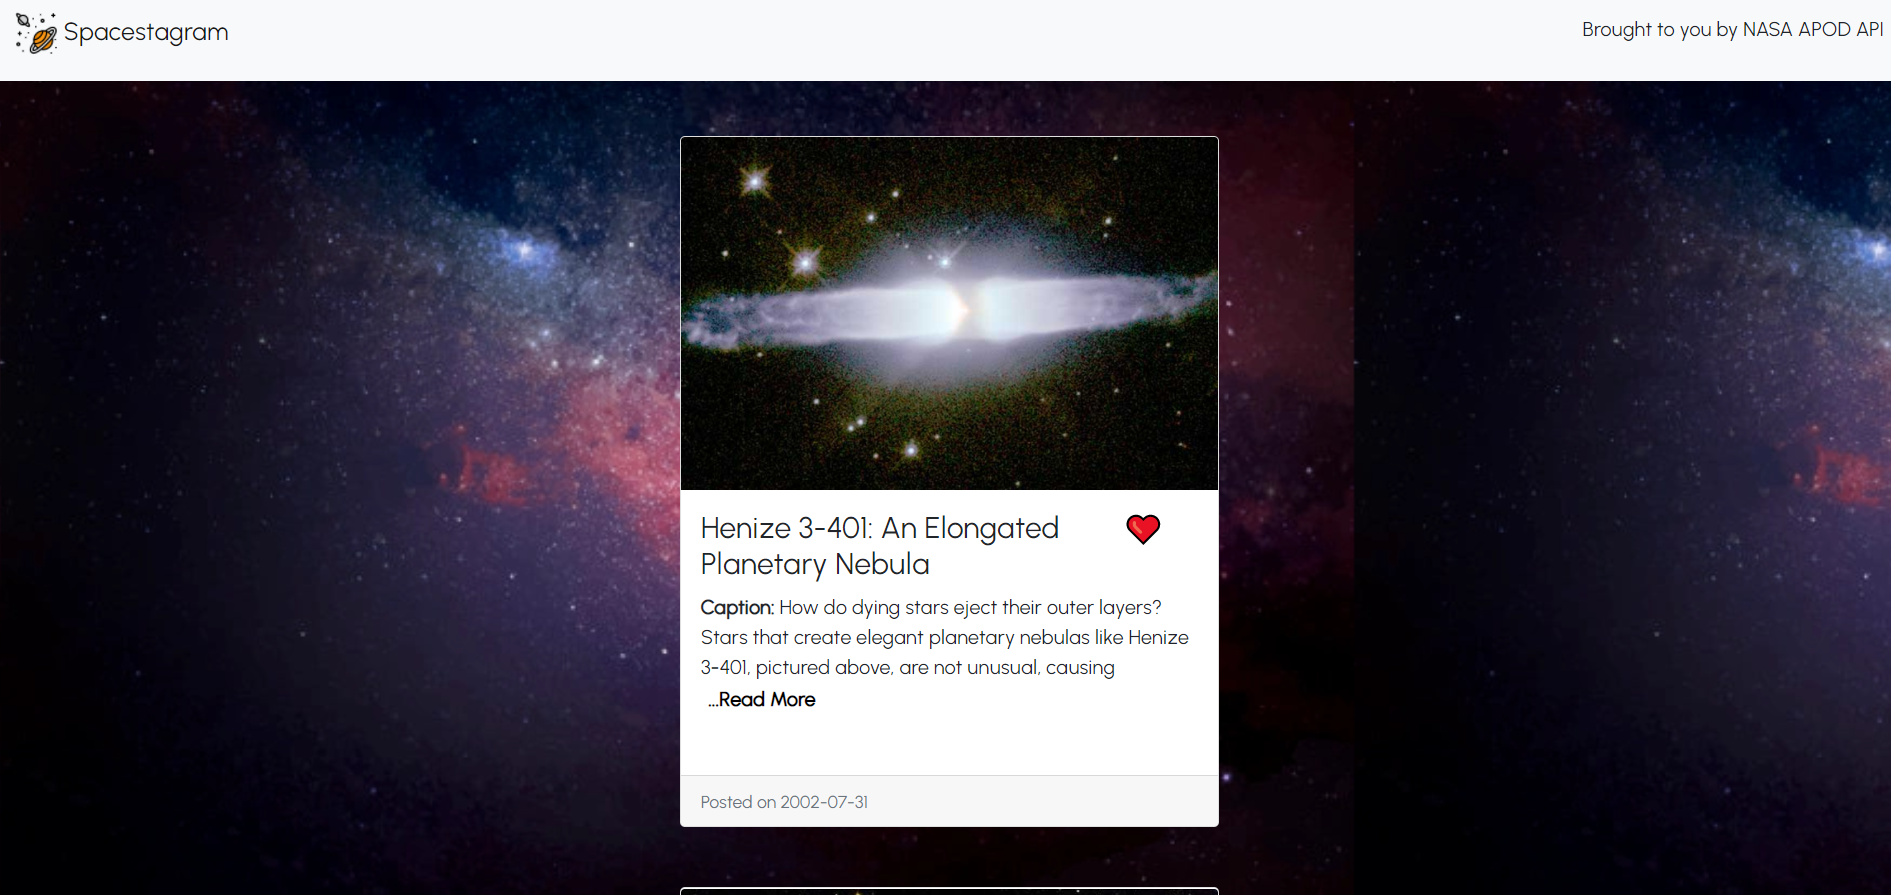 Spacestagram
Brought to you by NASA APOD API
Henize 3-401: An Elongated
Planetary Nebula
Caption: How do dying stars eject their outer layers?
Stars that create elegant planetary nebulas like Henize
3-401, pictured above, are not unusual, causing
...Read More
Posted on 2002-07-31